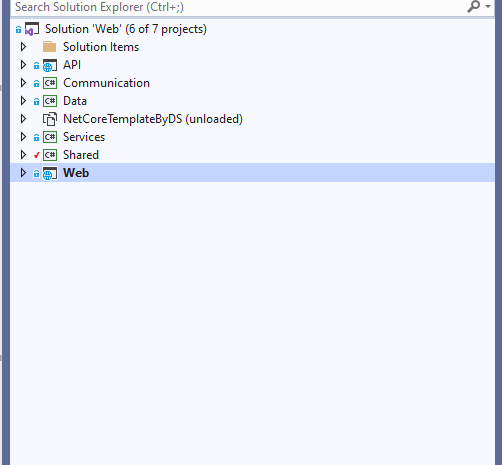 Search Solution Explorer (Ctrl+;)
Solution 'Web' (6 of 7 projects)
Solution Items
API
C# Communication
C# Data
NetCoreTemplateByDS (unloaded)
C# Services
C# Shared
Web